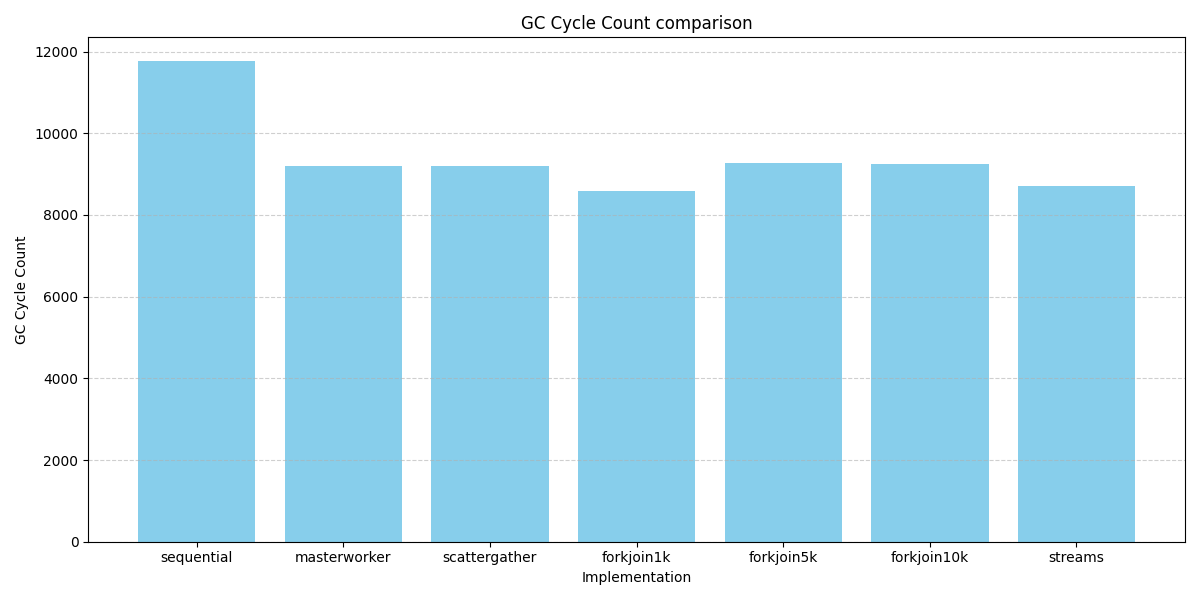 GC Cycle Count comparison
12000
10000
8000
6000
4000
2000
0
GC Cycle Count
sequential masterworker scattergather forkjoin1k forkjoin5k forkjoin10k streams
Implementation